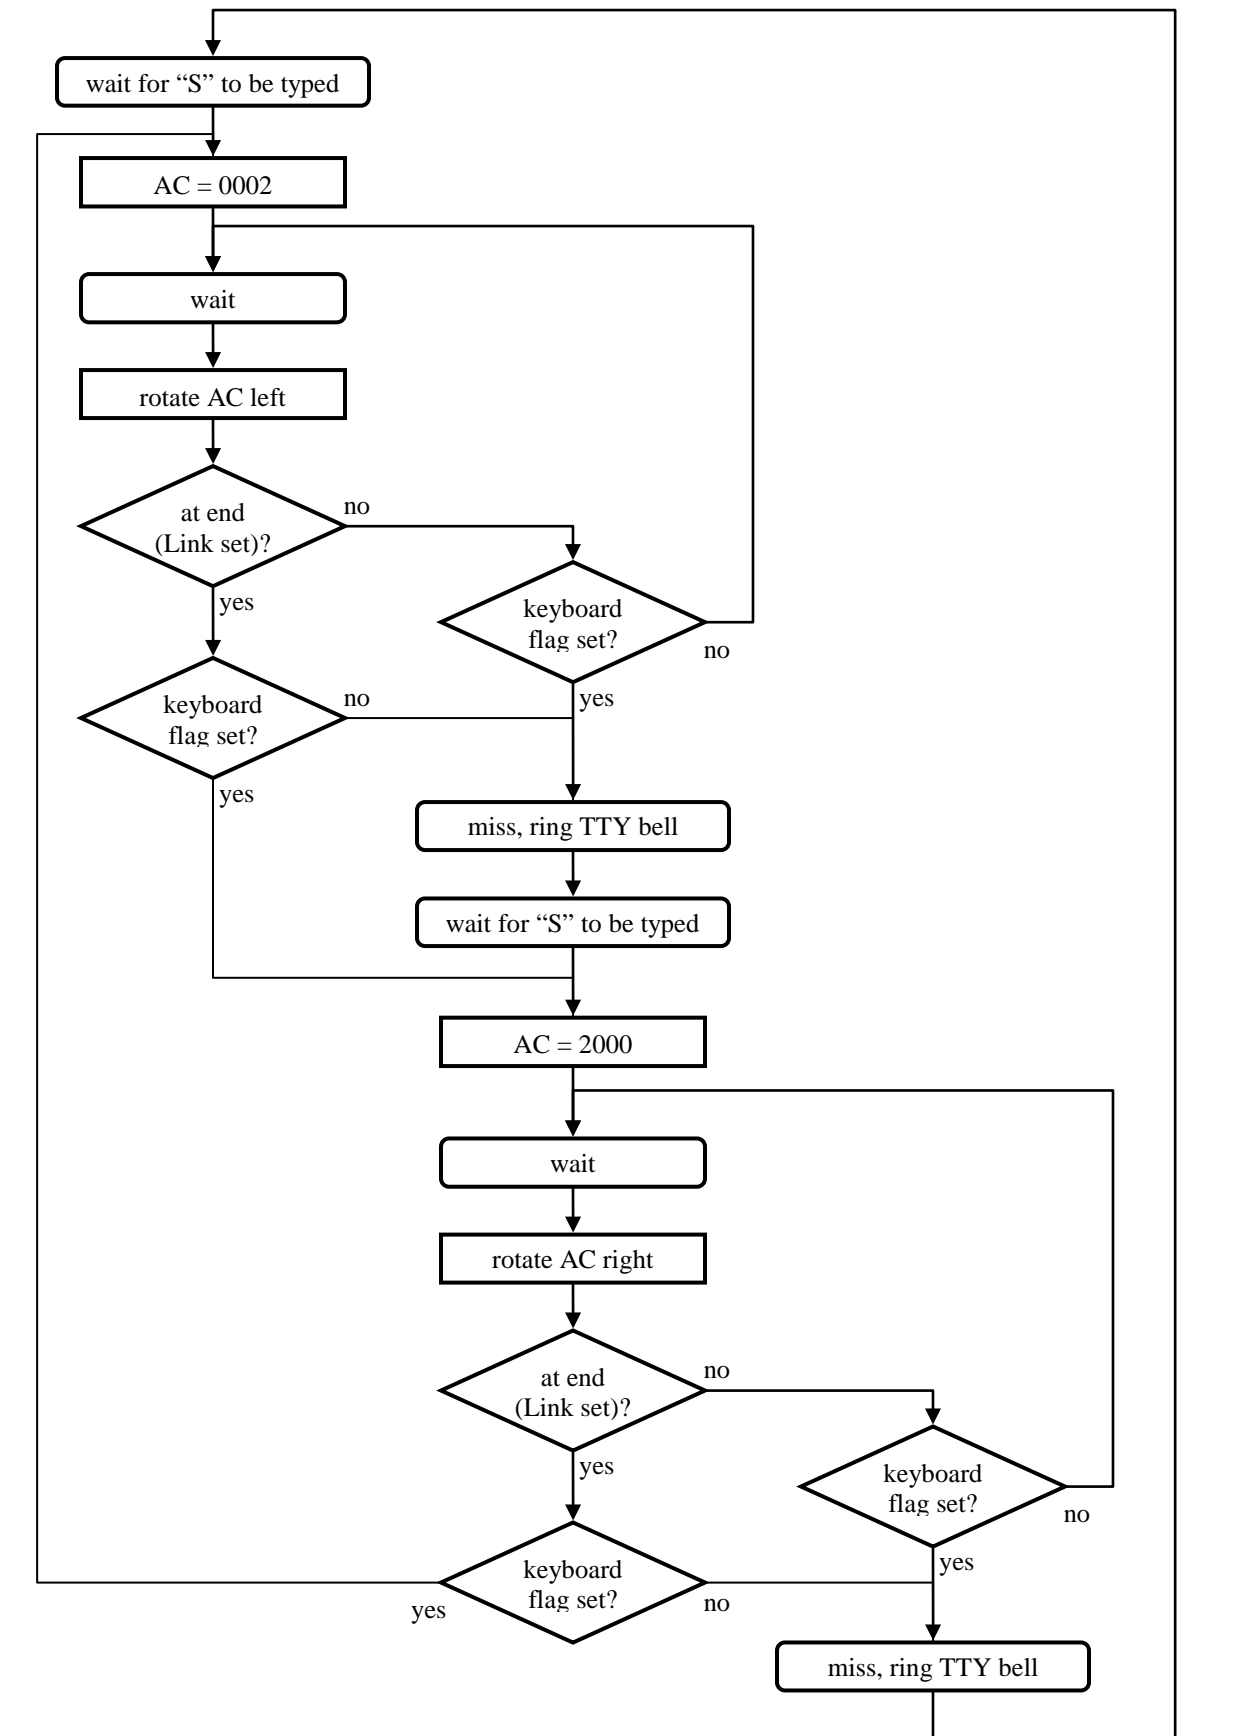 wait for “S” to be typed
AC = 0002
wait
rotate AC left
at end
(Link set)?
no
yes
keyboard
flag set?
no
yes
keyboard
flag set?
no
yes
miss, ring TTY bell
wait for “S” to be typed
AC = 2000
wait
rotate AC right
at end
(Link set)?
no
yes
keyboard
flag set?
no
yes
keyboard
flag set?
yes
no
miss, ring TTY bell